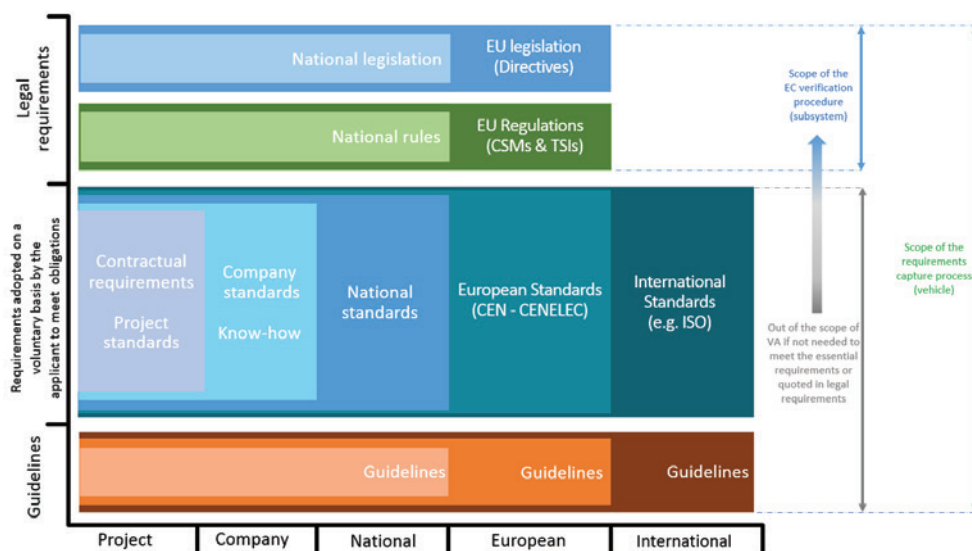 Legal
requirements
National legislation
EU legislation
(Directives)
National rules
EU Regulations
(CSMs & TSIs)
Scope of the
EC verification
procedure
(subsystem)
Requirements adopted on a
voluntary basis by the
applicant to meet obligations
Contractual
requirements
Project
standards
Company
standards
Know-how
National
standards
European Standards
(CEN - CENELEC)
International
Standards
(e.g. ISO)
Out of the scope of
VA if not needed to
meet the essential
requirements or
quoted in legal
requirements
Scope of the
requirements
capture process
(vehicle)
Guidelines
Guidelines
Guidelines
Guidelines
Project
Company
National
European
International